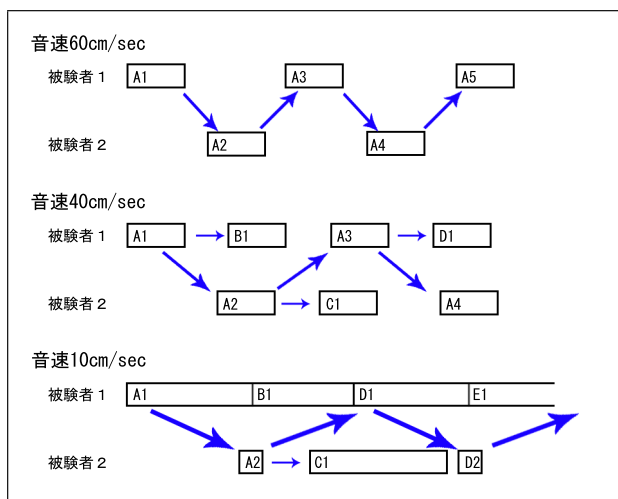 音速60cm/sec
被験者1 A1 A3 A5
被験者2 A2 A4
音速40cm/sec
被験者1 A1 B1 A3 D1
被験者2 A2 C1 A4
音速10cm/sec
被験者1 A1 B1 D1 E1
被験者2 A2 C1 D2